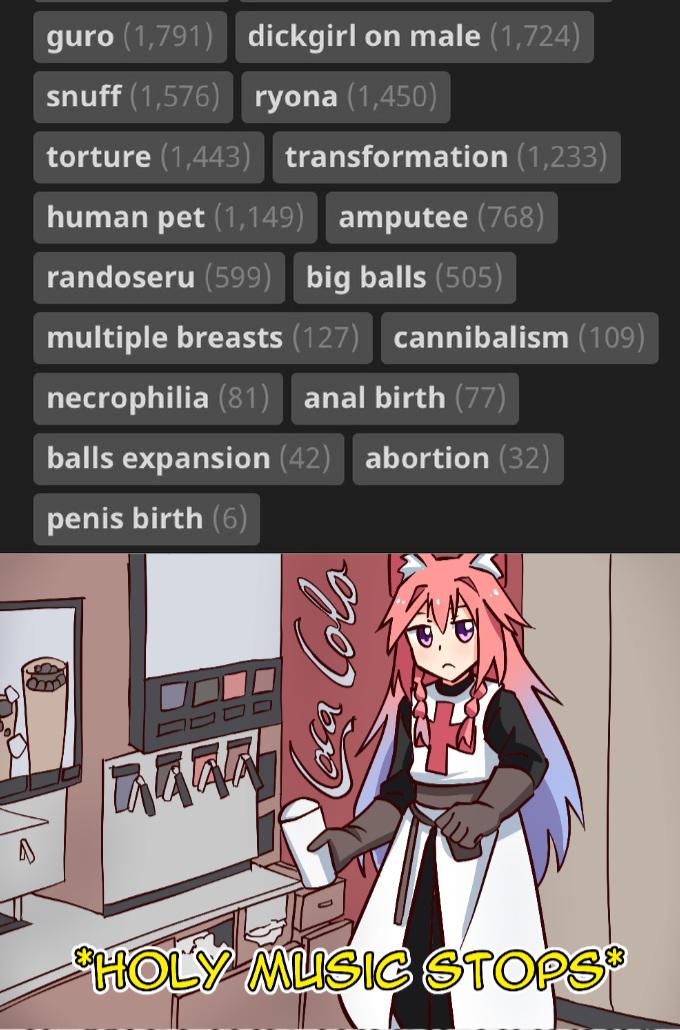 guro (1,791) dickgirl on male (1,724)
snuff (1,576) ryona (1,450)
torture (1,443) transformation (1,233)
human pet (1,149) amputee (768)
randoseru (599) big balls (505)
multiple breasts (127) cannibalism (109)
necrophilia (81) anal birth (77)
balls expansion (42) abortion (32)
penis birth (6)
Loca Colo
*HOLY MUSIC STOPS*